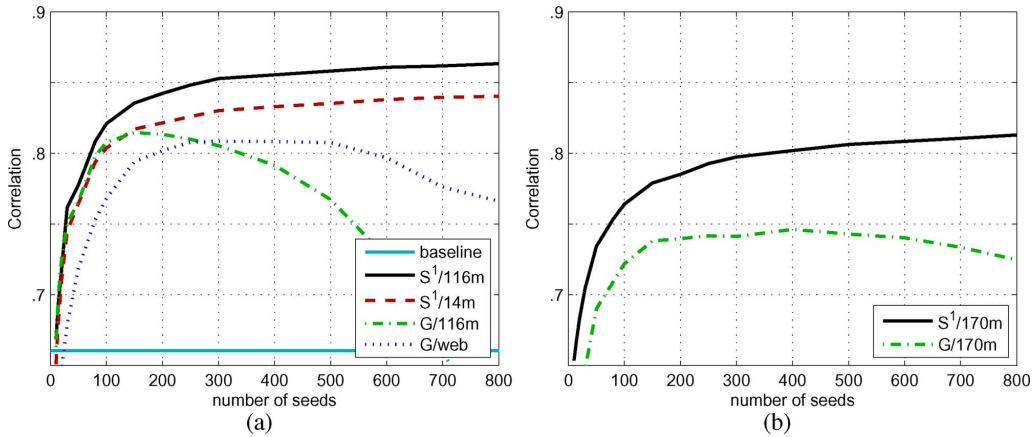 .9
.8
.7
Correlation
0 100 200 300 400 500 600 700 800
number of seeds
baseline
S¹/116m
S¹/14m
G/116m
G/web
(a)
.9
.8
.7
Correlation
0 100 200 300 400 500 600 700 800
number of seeds
S¹/170m
G/170m
(b)